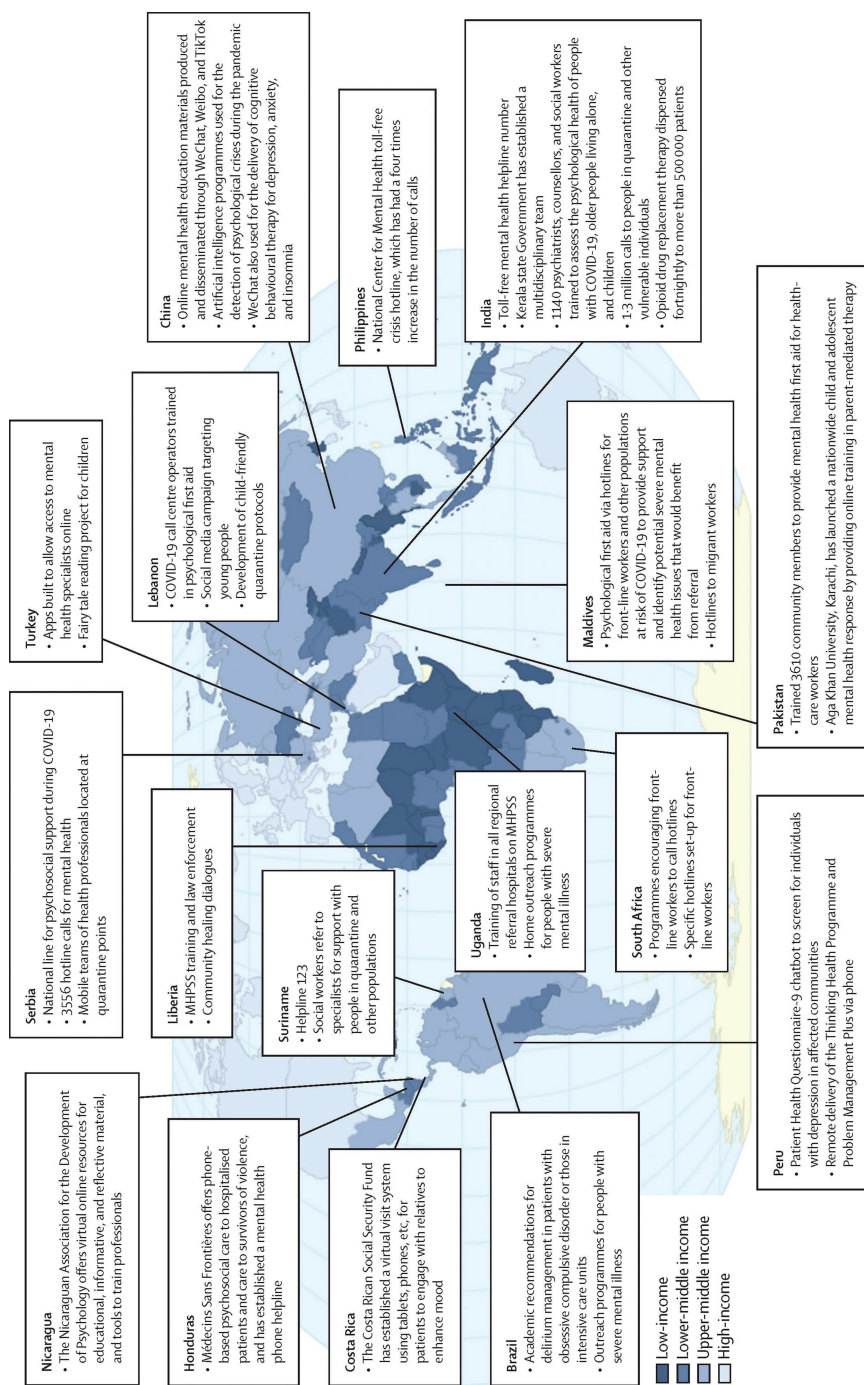 Nicaragua
• The Nicaraguan Association for the Development
of Psychology offers virtual online resources for
educational, informative, and reflective material,
and tools to train professionals
Honduras
• Médecins Sans Frontières offers phone-
based psychosocial care to hospitalised
patients and care to survivors of violence,
and has established a mental health
phone helpline
Costa Rica
• The Costa Rican Social Security Fund
has established a virtual visit system
using tablets, phones, etc, for
patients to engage with relatives to
enhance mood
Brazil
• Academic recommendations for
delirium management in patients with
obsessive compulsive disorder or those in
intensive care units
• Outreach programmes for people with
severe mental illness
Low-income
Lower-middle income
Upper-middle income
High-income
Serbia
• National line for psychosocial support during COVID-19
• 3556 hotline calls for mental health
• Mobile teams of health professionals located at
quarantine points
Liberia
• MHPSS training and law enforcement
• Community healing dialogues
Suriname
• Helpline 123
• Social workers refer to
specialists for support with
people in quarantine and
other populations
Uganda
• Training of staff in all regional
referral hospitals on MHPSS
• Home outreach programmes
for people with severe
mental illness
South Africa
• Programmes encouraging front-
line workers to call hotlines
• Specific hotlines set-up for front-
line workers
Peru
• Patient Health Questionnaire-9 chatbot to screen for individuals
with depression in affected communities
• Remote delivery of the Thinking Health Programme and
Problem Management Plus via phone
Turkey
• Apps built to allow access to mental
health specialists online
• Fairy tale reading project for children
Lebanon
• COVID-19 call centre operators trained
in psychological first aid
• Social media campaign targeting
young people
• Development of child-friendly
quarantine protocols
Maldives
• Psychological first aid via hotlines for
front-line workers and other populations
at risk of COVID-19 to provide support
and identify potential severe mental
health issues that would benefit
from referral
• Hotlines to migrant workers
Pakistan
• Trained 3610 community members to provide mental health first aid for health-
care workers
• Aga Khan University, Karachi, has launched a nationwide child and adolescent
mental health response by providing online training in parent-mediated therapy
China
• Online mental health education materials produced
and disseminated through WeChat, Weibo, and TikTok
• Artificial intelligence programmes used for the
detection of psychological crises during the pandemic
• WeChat also used for the delivery of cognitive
behavioural therapy for depression, anxiety,
and insomnia
Philippines
• National Center for Mental Health toll-free
crisis hotline, which has had a four times
increase in the number of calls
India
• Toll-free mental health helpline number
• Kerala state Government has established a
multidisciplinary team
• 1140 psychiatrists, counsellors, and social workers
trained to assess the psychological health of people
with COVID-19, older people living alone,
and children
• 1·3 million calls to people in quarantine and other
vulnerable individuals
• Opioid drug replacement therapy dispensed
fortnightly to more than 500 000 patients